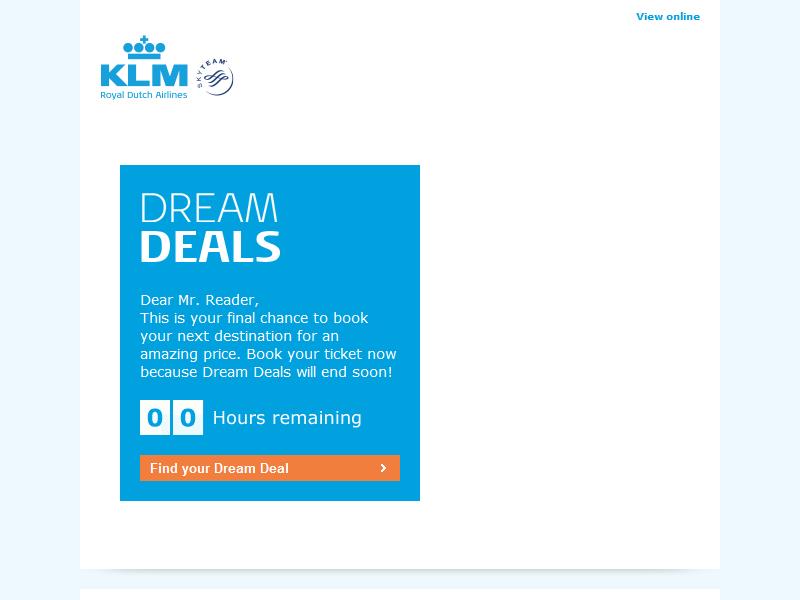 View online
KLM
Royal Dutch Airlines
SKYTEAM
DREAM
DEALS
Dear Mr. Reader,
This is your final chance to book
your next destination for an
amazing price. Book your ticket now
because Dream Deals will end soon!
00 Hours remaining
Find your Dream Deal